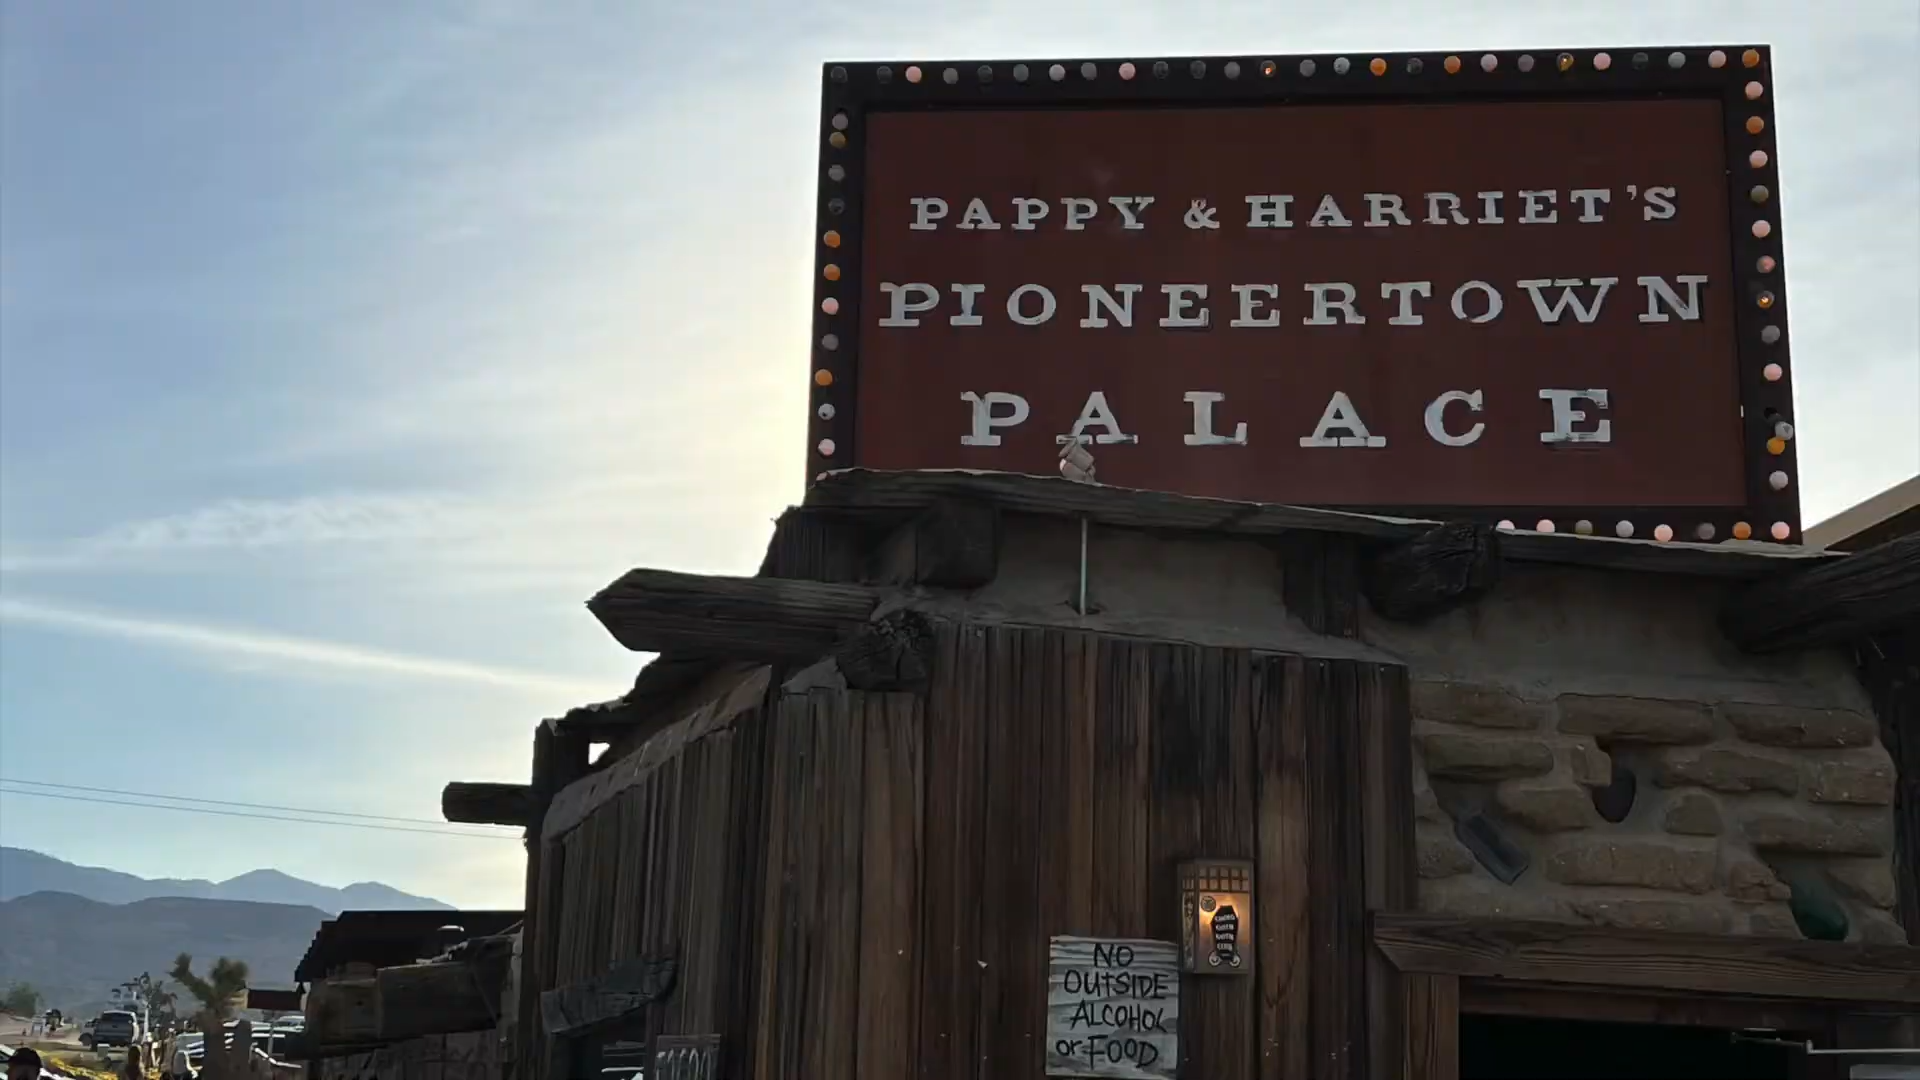 PAPPY & HARRIET'S
PIONEERTOWN
PALACE
NO
OUTSIDE
ALCOHOL
or FOOD